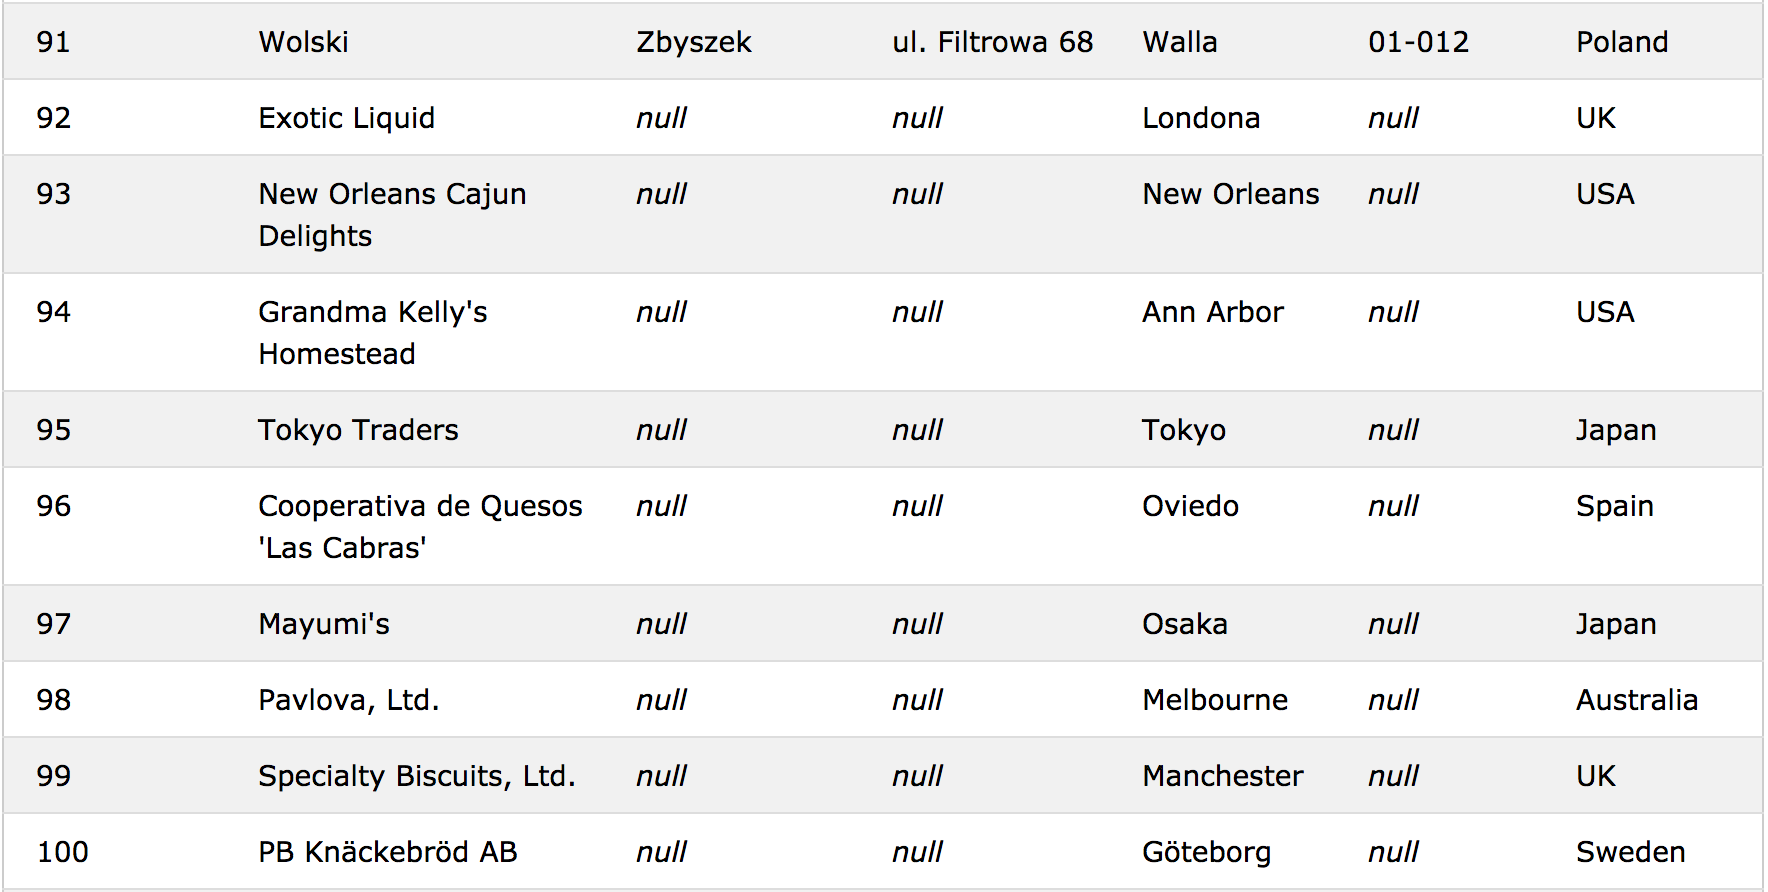 91 Wolski Zbyszek ul. Filtrowa 68 Walla 01-012 Poland
92 Exotic Liquid null null Londona null UK
93 New Orleans Cajun null null New Orleans null USA
Delights
94 Grandma Kelly's null null Ann Arbor null USA
Homestead
95 Tokyo Traders null null Tokyo null Japan
96 Cooperativa de Quesos null null Oviedo null Spain
'Las Cabras'
97 Mayumi's null null Osaka null Japan
98 Pavlova, Ltd. null null Melbourne null Australia
99 Specialty Biscuits, Ltd. null null Manchester null UK
100 PB Knäckebröd AB null null Göteborg null Sweden